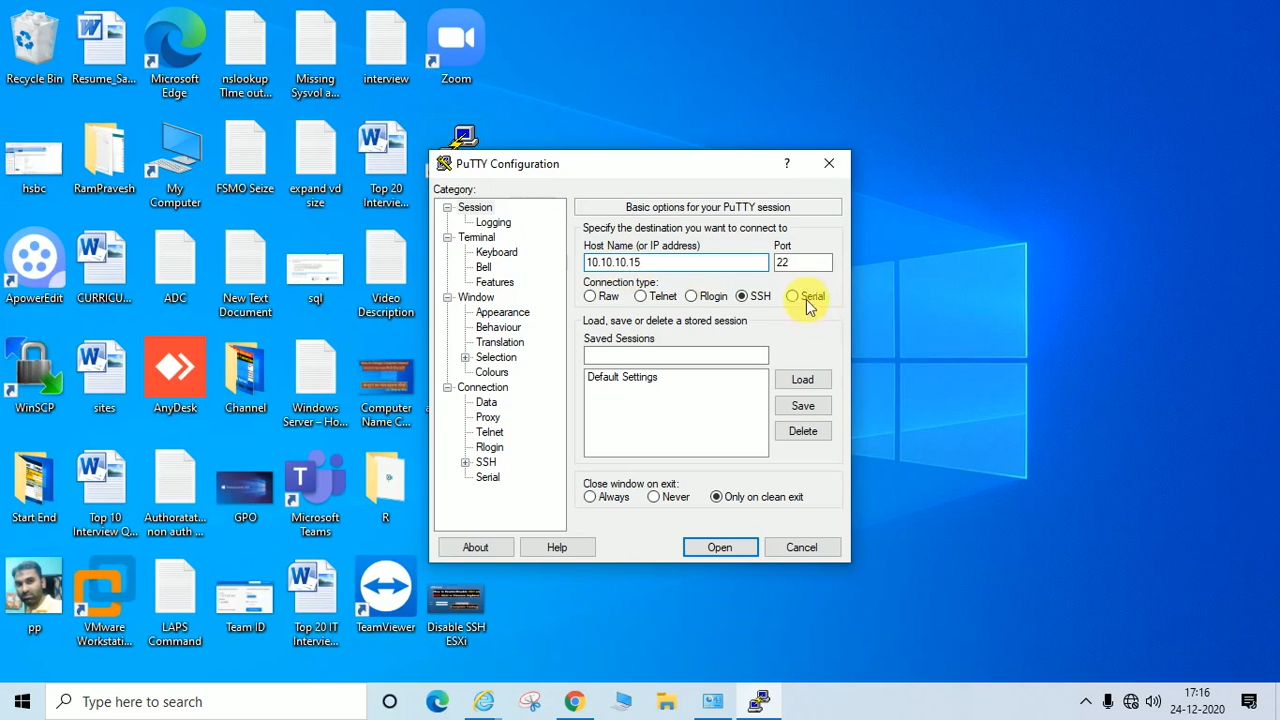 Recycle Bin
Resume_Sa...
Microsoft
Edge
nslookup
TIme out...
Missing
Sysvol a...
interview
Zoom
hsbc
RamPravesh
My
Computer
FSMO Seize
expand vd
size
Top 20
Intervie...
ApowerEdit
CURRICU...
ADC
New Text
Document
sql
Video
Description
WinSCP
sites
AnyDesk
Channel
Windows
Server – Ho...
Computer
Name C...
Start End
Top 10
Interview Q...
Authoratat...
non auth ...
GPO
Microsoft
Teams
R
pp
VMware
Workstati...
LAPS
Command
Team ID
Top 20 IT
Intervie...
TeamViewer
Disable SSH
ESXi
PuTTY Configuration
?
Category:
Session
Logging
Terminal
Keyboard
Bell
Features
Window
Appearance
Behaviour
Translation
Selection
Colours
Connection
Data
Proxy
Telnet
Rlogin
SSH
Serial
Basic options for your PuTTY session
Specify the destination you want to connect to
Host Name (or IP address) Port
10.10.10.15 22
Connection type:
Raw Telnet Rlogin SSH Serial
Load, save or delete a stored session
Saved Sessions
Default Settings
Load
Save
Delete
Close window on exit:
Always Never Only on clean exit
About Help Open Cancel
Type here to search
17:16
24-12-2020